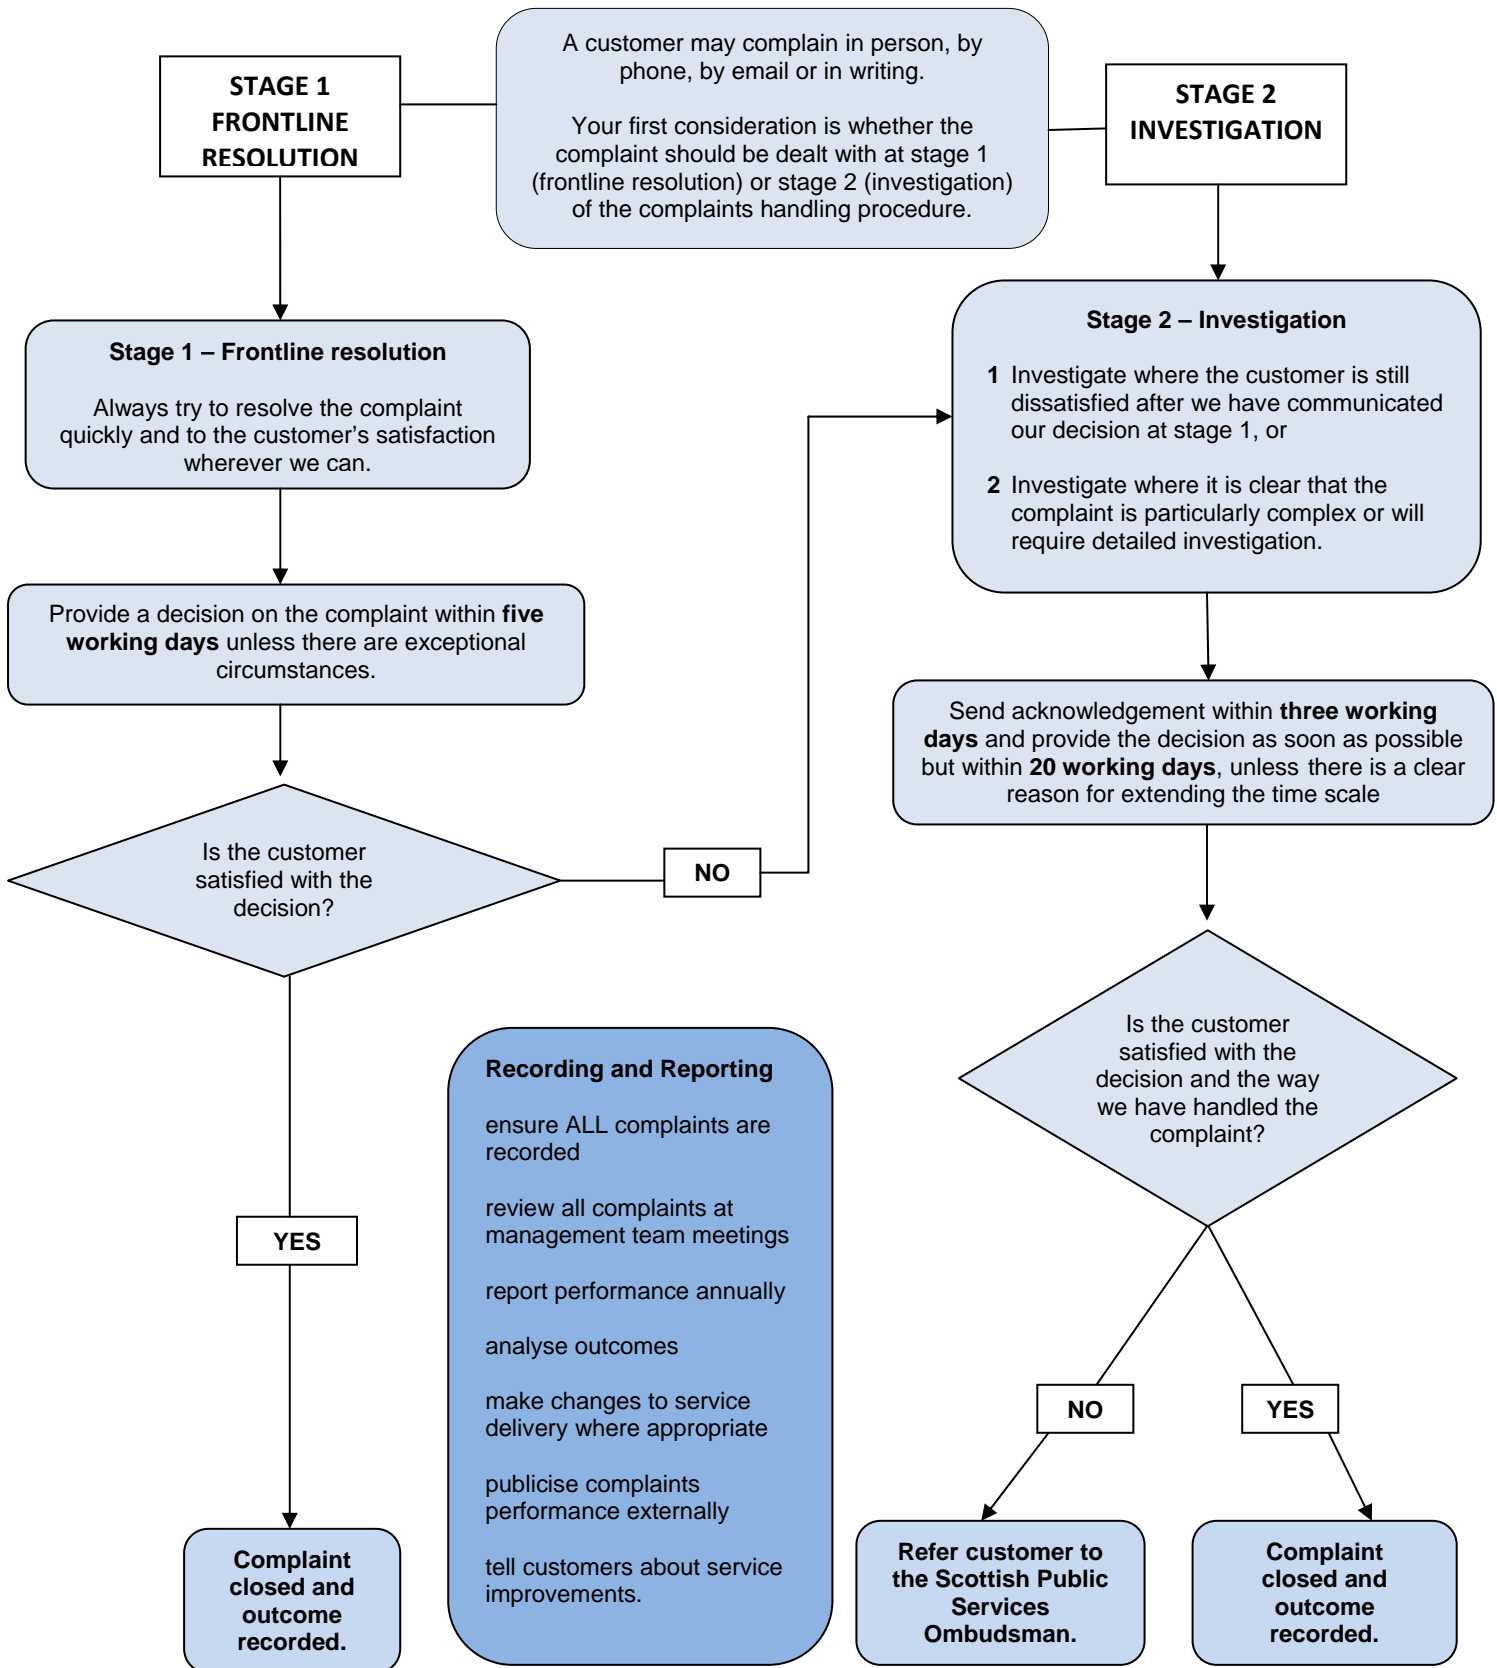 A customer may complain in person, by
phone, by email or in writing.
Your first consideration is whether the
complaint should be dealt with at stage 1
(frontline resolution) or stage 2 (investigation)
of the complaints handling procedure.
STAGE 1
FRONTLINE
RESOLUTION
STAGE 2
INVESTIGATION
Stage 1 – Frontline resolution
Always try to resolve the complaint
quickly and to the customer’s satisfaction
wherever we can.
Provide a decision on the complaint within five
working days unless there are exceptional
circumstances.
Is the customer
satisfied with the
decision?
NO
YES
Complaint
closed and
outcome
recorded.
Stage 2 – Investigation
1 Investigate where the customer is still
dissatisfied after we have communicated
our decision at stage 1, or
2 Investigate where it is clear that the
complaint is particularly complex or will
require detailed investigation.
Send acknowledgement within three working
days and provide the decision as soon as possible
but within 20 working days, unless there is a clear
reason for extending the time scale
Is the customer
satisfied with the
decision and the way
we have handled the
complaint?
NO
YES
Refer customer to
the Scottish Public
Services
Ombudsman.
Complaint
closed and
outcome
recorded.
Recording and Reporting
ensure ALL complaints are
recorded
review all complaints at
management team meetings
report performance annually
analyse outcomes
make changes to service
delivery where appropriate
publicise complaints
performance externally
tell customers about service
improvements.